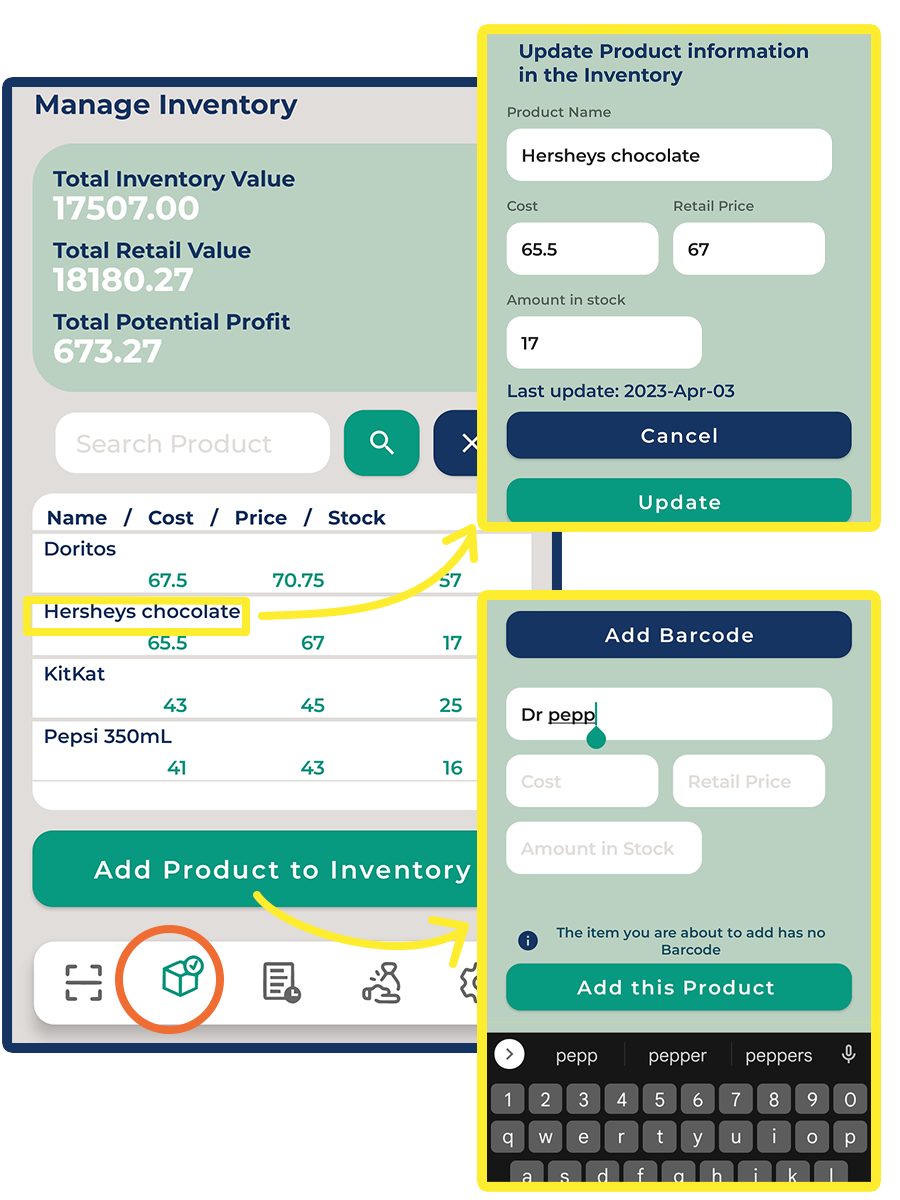 Manage Inventory
Total Inventory Value
17507.00
Total Retail Value
18180.27
Total Potential Profit
673.27
Search Product
Name / Cost / Price / Stock
Doritos
67.5 70.75 57
Hersheys chocolate
65.5 67 17
KitKat
43 45 25
Pepsi 350mL
41 43 16
Add Product to Inventory
Update Product information
in the Inventory
Product Name
Hersheys chocolate
Cost Retail Price
65.5 67
Amount in stock
17
Last update: 2023-Apr-03
Cancel
Update
Add Barcode
Dr pepp
Cost Retail Price
Amount in Stock
The item you are about to add has no
Barcode
Add this Product
pepp pepper peppers
1 2 3 4 5 6 7 8 9 0
q w e r t y u i o p
a s d f g h j k l